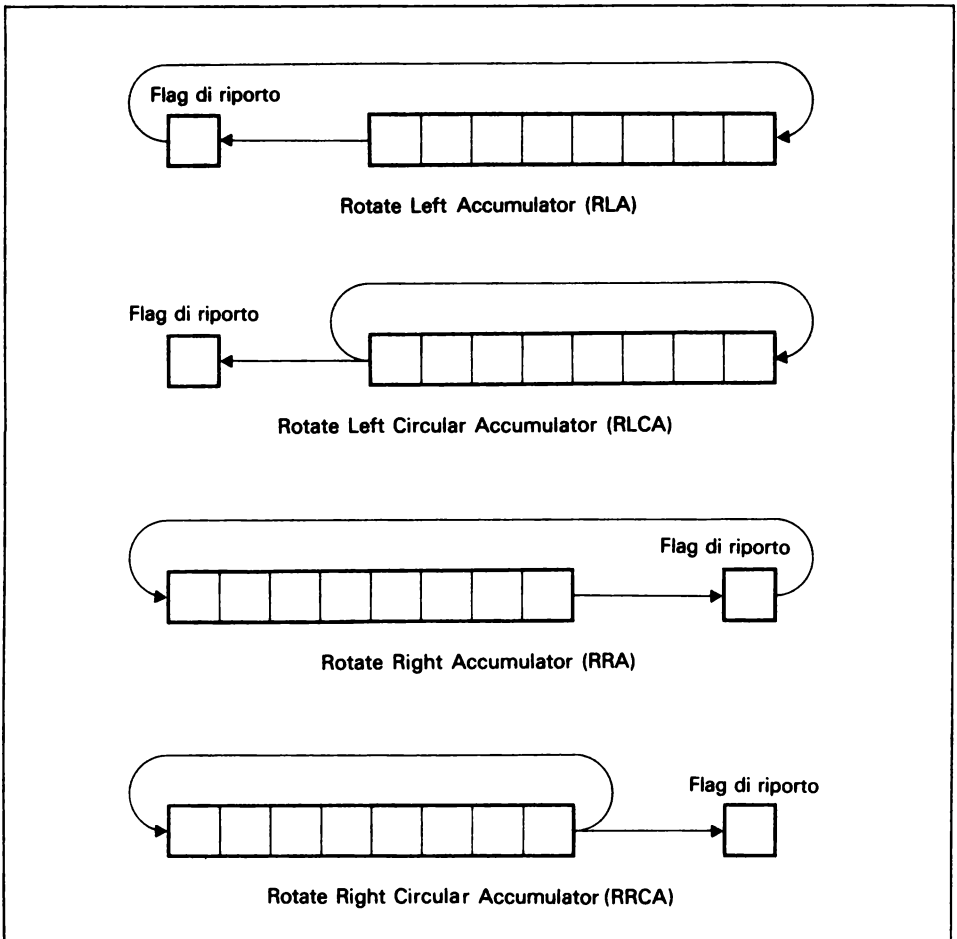 Flag di riporto
Rotate Left Accumulator (RLA)
Flag di riporto
Rotate Left Circular Accumulator (RLCA)
Flag di riporto
Rotate Right Accumulator (RRA)
Flag di riporto
Rotate Right Circular Accumulator (RRCA)